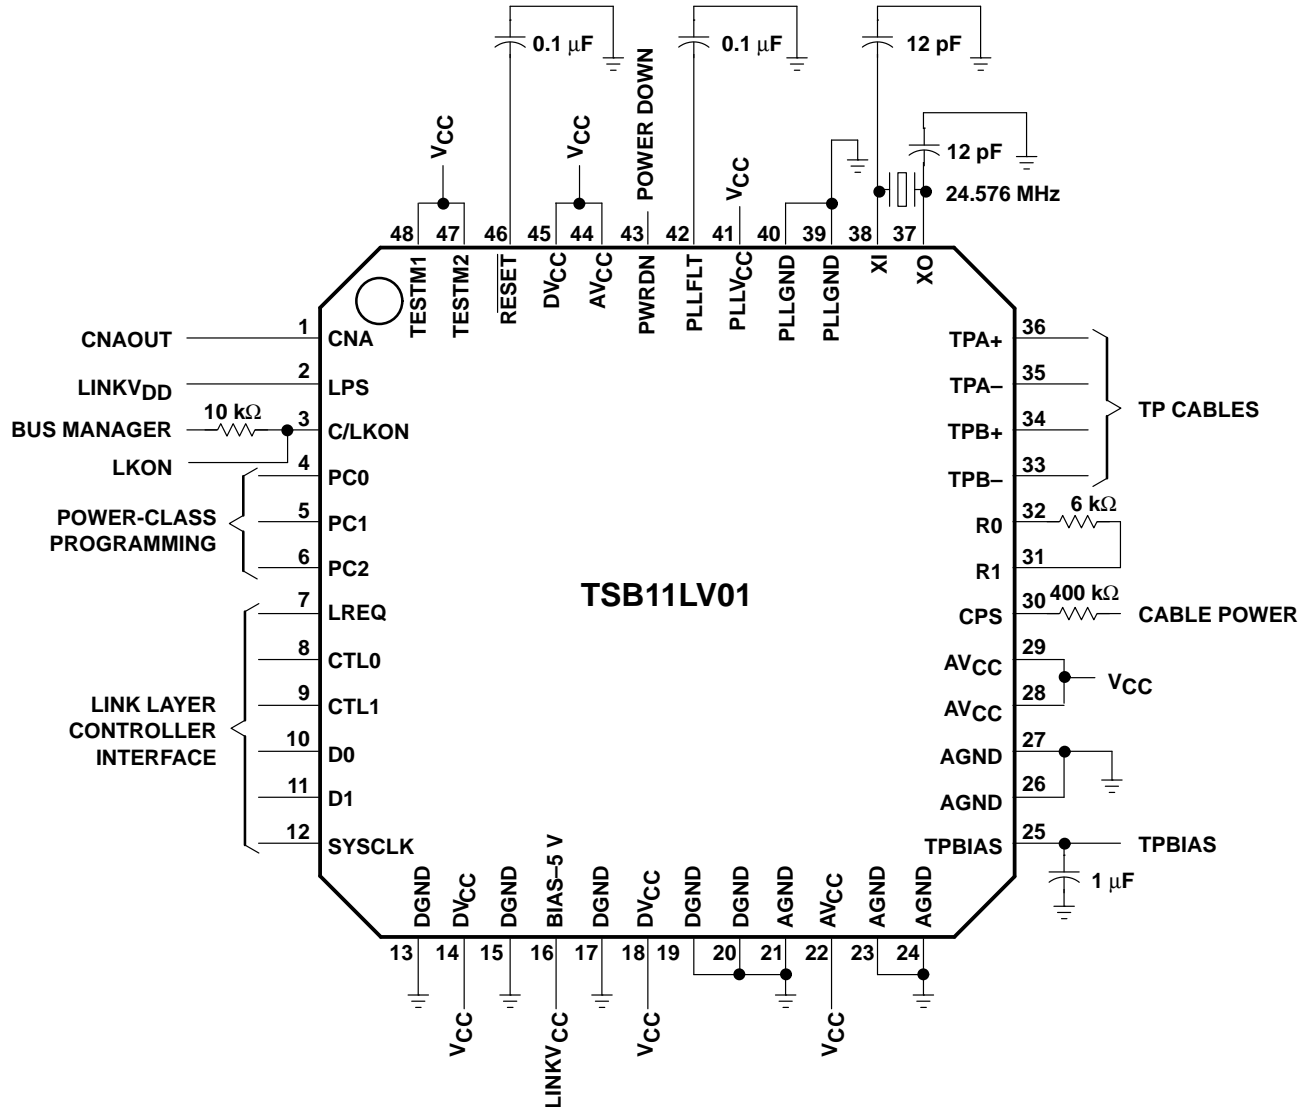 0.1 µF
0.1 µF
12 pF
12 pF
24.576 MHz
VCC
VCC
POWER DOWN
VCC
48
47
46
45
44
43
42
41
40
39
38
37
TESTM1
TESTM2
RESET
DVCC
AVCC
PWRDN
PLLFLT
PLLVCC
PLLGND
PLLGND
XI
XO
CNAOUT
1
CNA
LINKVDD
2
LPS
BUS MANAGER
10 kΩ
3
C/LKON
LKON
4
PC0
POWER-CLASS
PROGRAMMING
5
PC1
6
PC2
7
LREQ
8
CTL0
LINK LAYER
CONTROLLER
INTERFACE
9
CTL1
10
D0
11
D1
12
SYSCLK
TSB11LV01
TPA+
36
TPA–
35
TP CABLES
TPB+
34
TPB–
33
R0
32
6 kΩ
R1
31
CPS
30
400 kΩ
CABLE POWER
AVCC
29
VCC
AVCC
28
AGND
27
AGND
26
TPBIAS
25
TPBIAS
1 µF
DGND
DVCC
DGND
BIAS–5 V
DGND
DVCC
DGND
DGND
AGND
AVCC
AGND
AGND
13
14
15
16
17
18
19
20
21
22
23
24
VCC
LINKVCC
VCC
VCC